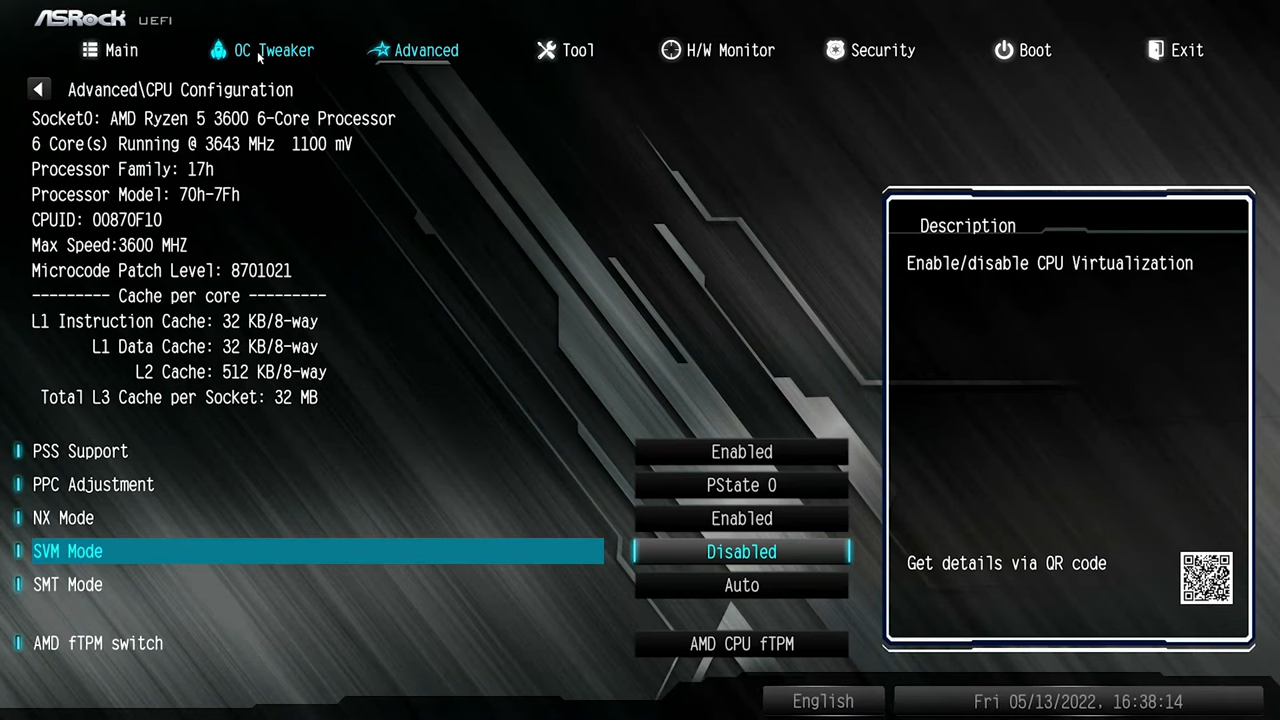 ASRock UEFI
Main OC Tweaker Advanced Tool H/W Monitor Security Boot Exit
Advanced\CPU Configuration
Socket0: AMD Ryzen 5 3600 6-Core Processor
6 Core(s) Running @ 3643 MHz 1100 mV
Processor Family: 17h
Processor Model: 70h-7Fh
CPUID: 00870F10
Max Speed:3600 MHZ
Microcode Patch Level: 8701021
--------- Cache per core ---------
L1 Instruction Cache: 32 KB/8-way
L1 Data Cache: 32 KB/8-way
L2 Cache: 512 KB/8-way
Total L3 Cache per Socket: 32 MB
PSS Support Enabled
PPC Adjustment PState 0
NX Mode Enabled
SVM Mode Disabled
SMT Mode Auto
AMD fTPM switch AMD CPU fTPM
Description
Enable/disable CPU Virtualization
Get details via QR code
English Fri 05/13/2022, 16:38:14